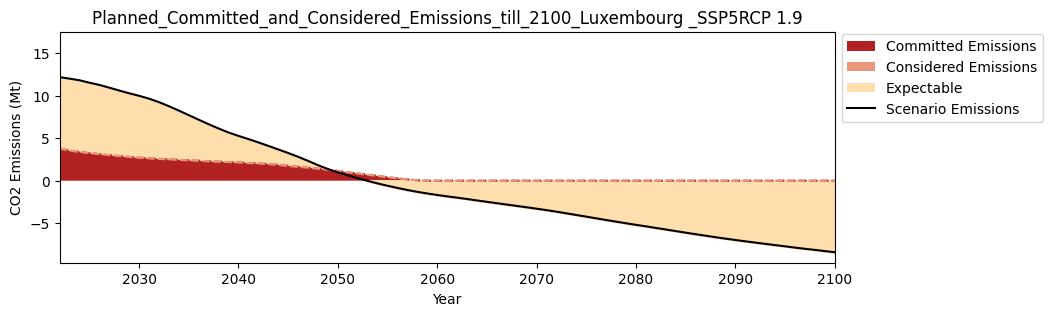 Planned_Committed_and_Considered_Emissions_till_2100_Luxembourg _SSP5RCP 1.9
Committed Emissions
Considered Emissions
Expectable
Scenario Emissions
CO2 Emissions (Mt)
15
10
5
0
−5
2030 2040 2050 2060 2070 2080 2090 2100
Year